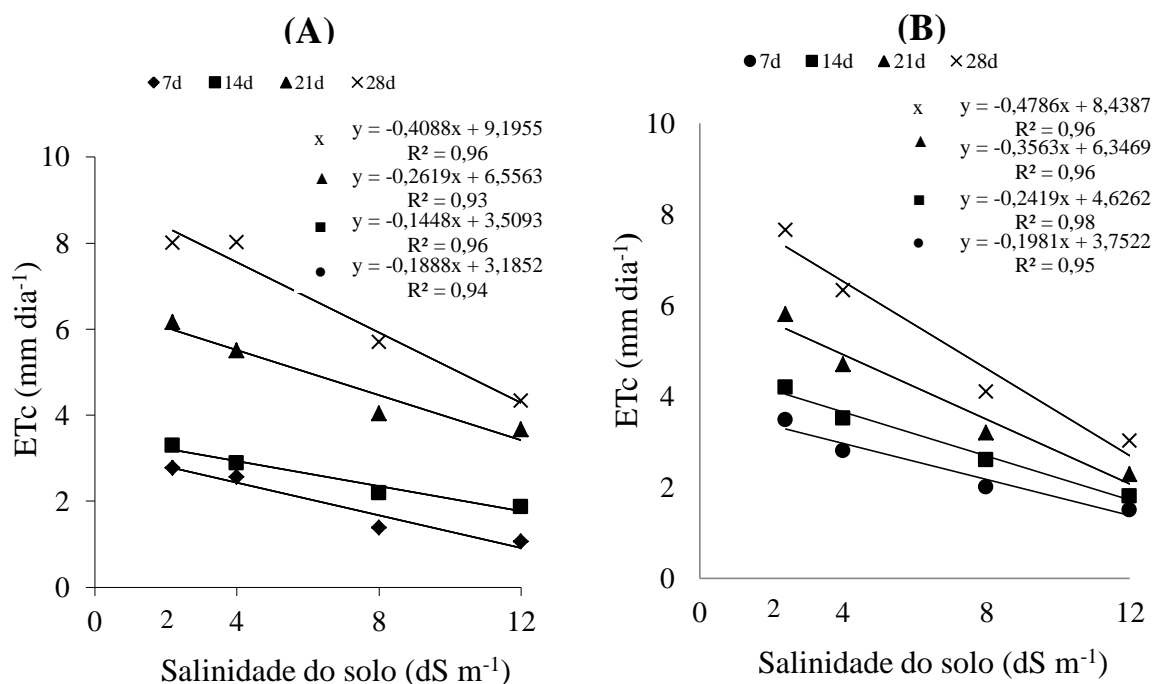 (A)
7d 14d 21d 28d
x y = -0,4088x + 9,1955
R² = 0,96
y = -0,2619x + 6,5563
R² = 0,93
y = -0,1448x + 3,5093
R² = 0,96
y = -0,1888x + 3,1852
R² = 0,94
10
8
6
4
2
0
ETc (mm dia⁻¹)
0 2 4 8 12
Salinidade do solo (dS m⁻¹)
(B)
7d 14d 21d 28d
x y = -0,4786x + 8,4387
R² = 0,96
y = -0,3563x + 6,3469
R² = 0,96
y = -0,2419x + 4,6262
R² = 0,98
y = -0,1981x + 3,7522
R² = 0,95
10
8
6
4
2
0
ETc (mm dia⁻¹)
0 2 4 8 12
Salinidade do solo (dS m⁻¹)